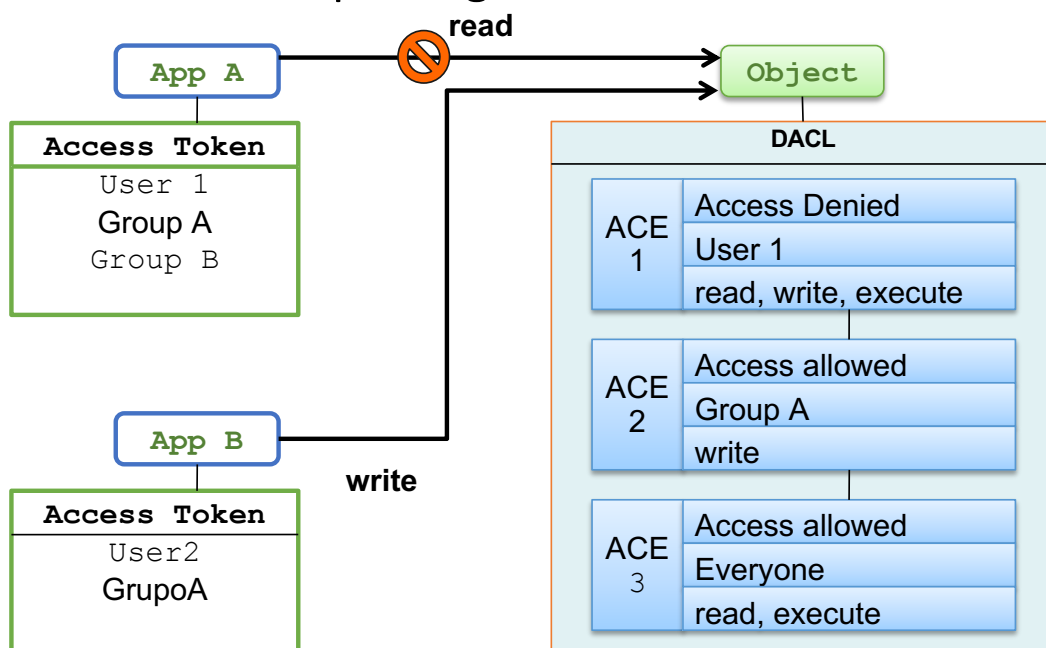 read
App A
Object
Access Token
User 1
Group A
Group B
DACL
ACE
1
Access Denied
User 1
read, write, execute
ACE
2
Access allowed
Group A
write
App B
write
Access Token
User2
GrupoA
ACE
3
Access allowed
Everyone
read, execute